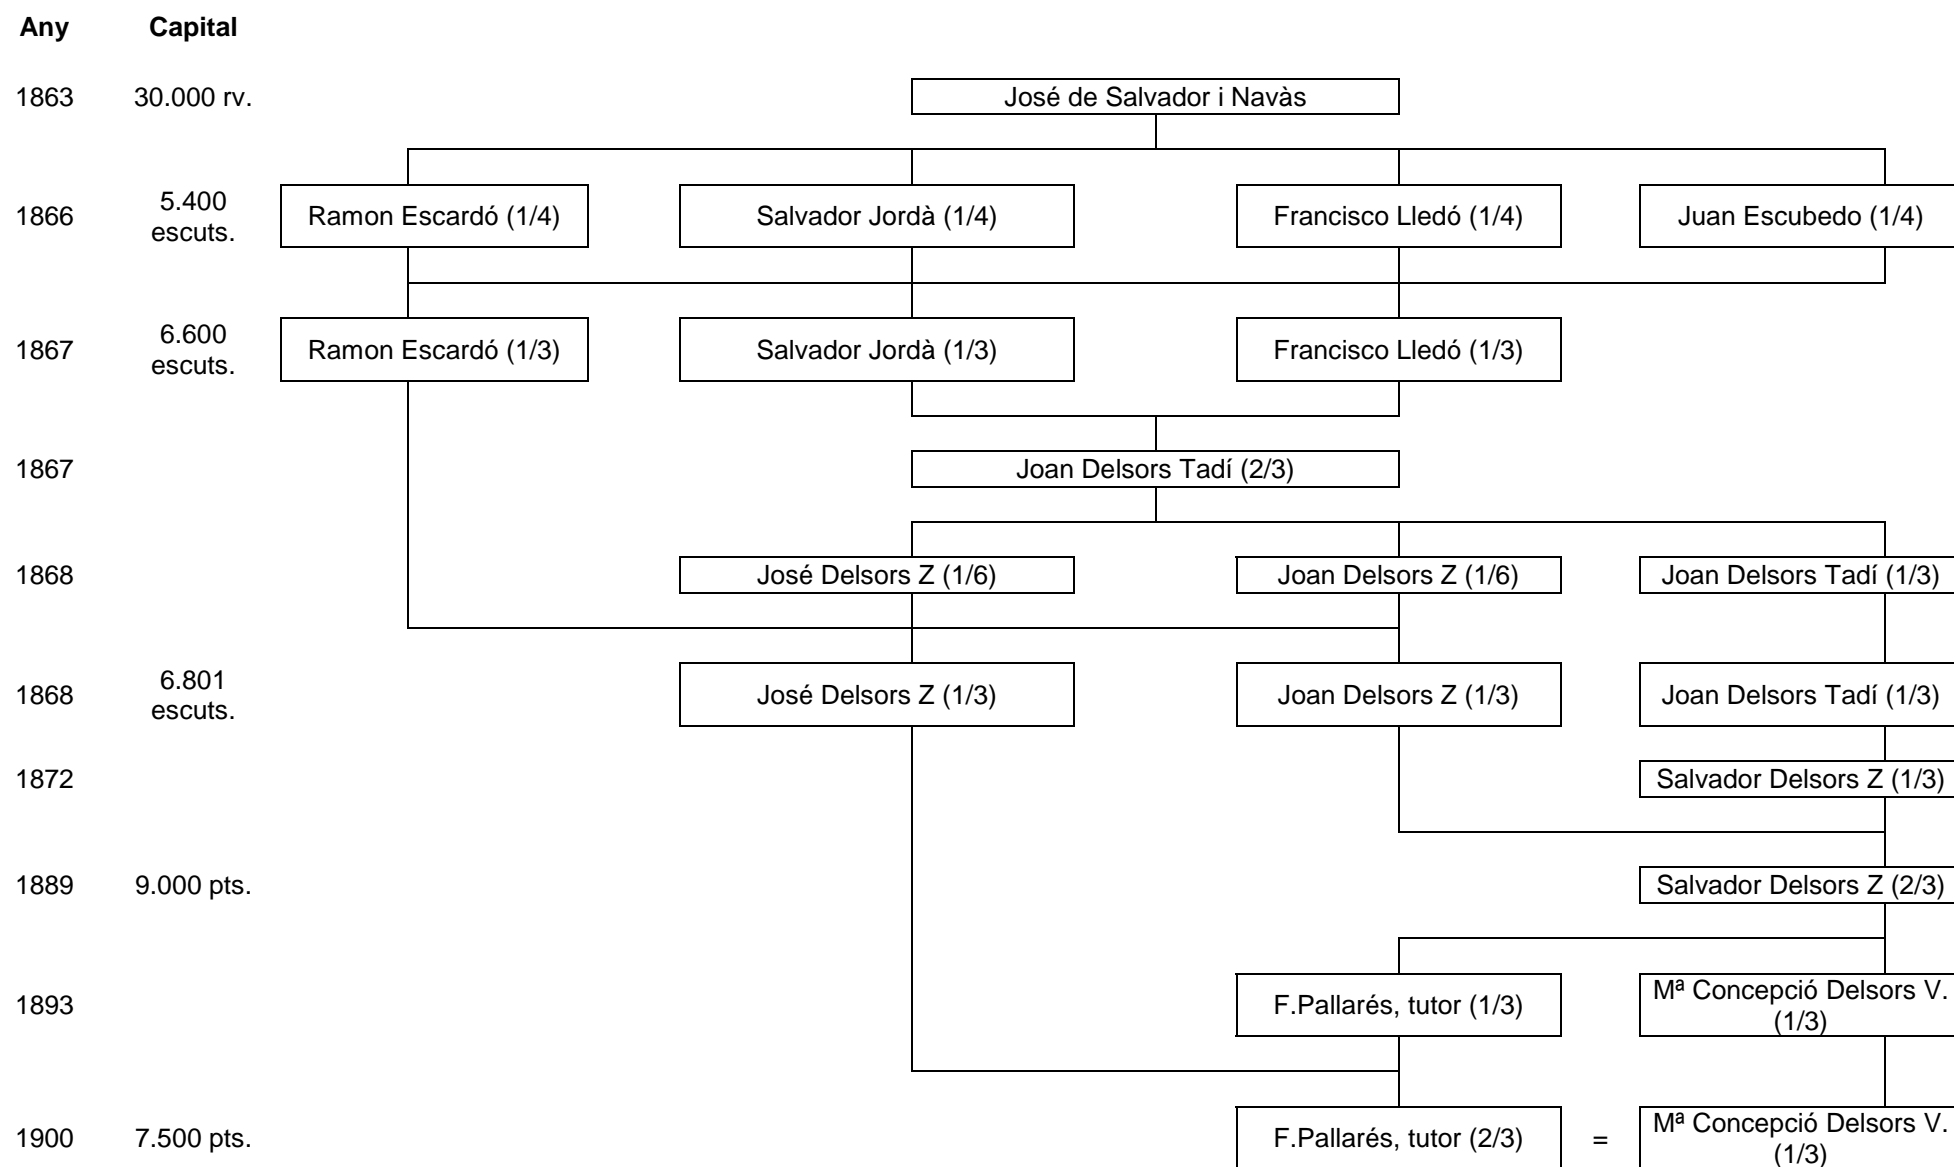 Any Capital
1863 30.000 rv. José de Salvador i Navàs
1866 5.400 escuts. Ramon Escardó (1/4) Salvador Jordà (1/4) Francisco Lledó (1/4) Juan Escubedo (1/4)
1867 6.600 escuts. Ramon Escardó (1/3) Salvador Jordà (1/3) Francisco Lledó (1/3)
1867 Joan Delsors Tadí (2/3)
1868 José Delsors Z (1/6) Joan Delsors Z (1/6) Joan Delsors Tadí (1/3)
1868 6.801 escuts. José Delsors Z (1/3) Joan Delsors Z (1/3) Joan Delsors Tadí (1/3)
1872 Salvador Delsors Z (1/3)
1889 9.000 pts. Salvador Delsors Z (2/3)
1893 F.Pallarés, tutor (1/3) Mª Concepció Delsors V. (1/3)
1900 7.500 pts. F.Pallarés, tutor (2/3) = Mª Concepció Delsors V. (1/3)